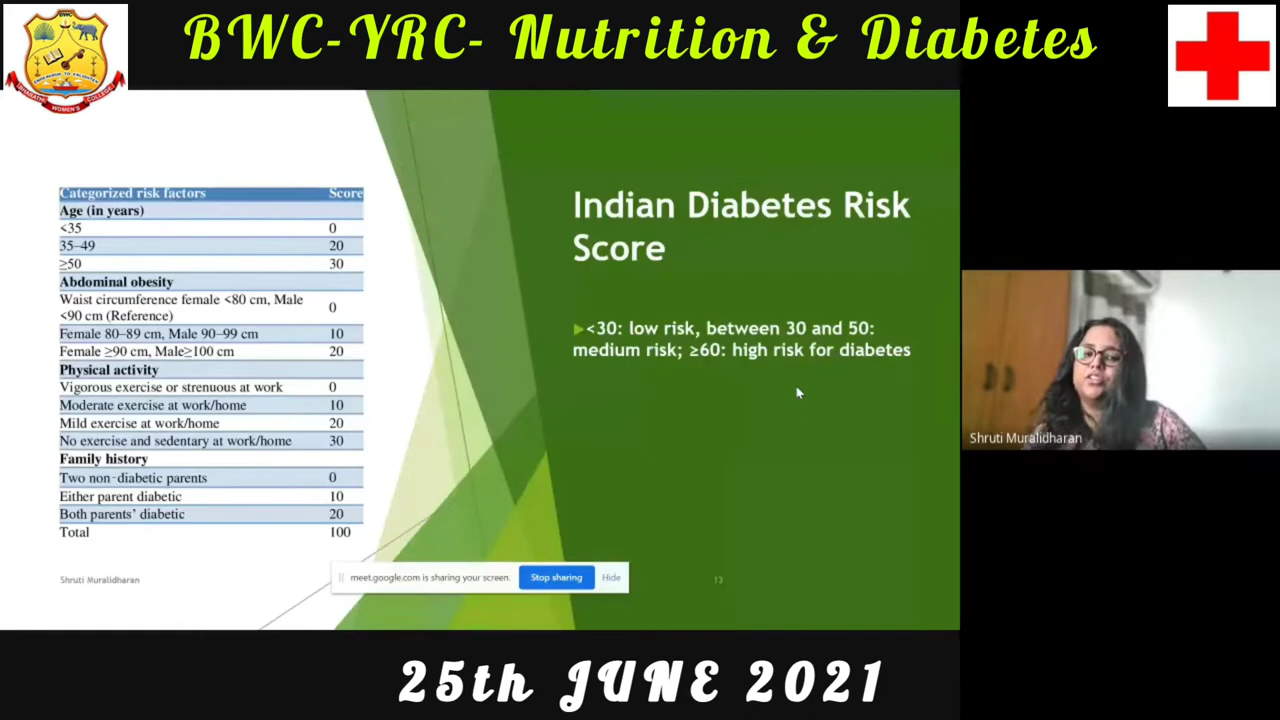 BWC-YRC- Nutrition & Diabetes
BHARATHI WOMEN'S COLLEGE
Categorized risk factors Score
Age (in years)
<35 0
35–49 20
≥50 30
Abdominal obesity
Waist circumference female <80 cm, Male
<90 cm (Reference) 0
Female 80–89 cm, Male 90–99 cm 10
Female ≥90 cm, Male≥100 cm 20
Physical activity
Vigorous exercise or strenuous at work 0
Moderate exercise at work/home 10
Mild exercise at work/home 20
No exercise and sedentary at work/home 30
Family history
Two non-diabetic parents 0
Either parent diabetic 10
Both parents’ diabetic 20
Total 100
Indian Diabetes Risk
Score
<30: low risk, between 30 and 50:
medium risk; ≥60: high risk for diabetes
Shruti Muralidharan
meet.google.com is sharing your screen. Stop sharing Hide
13
Shruti Muralidharan
25th JUNE 2021